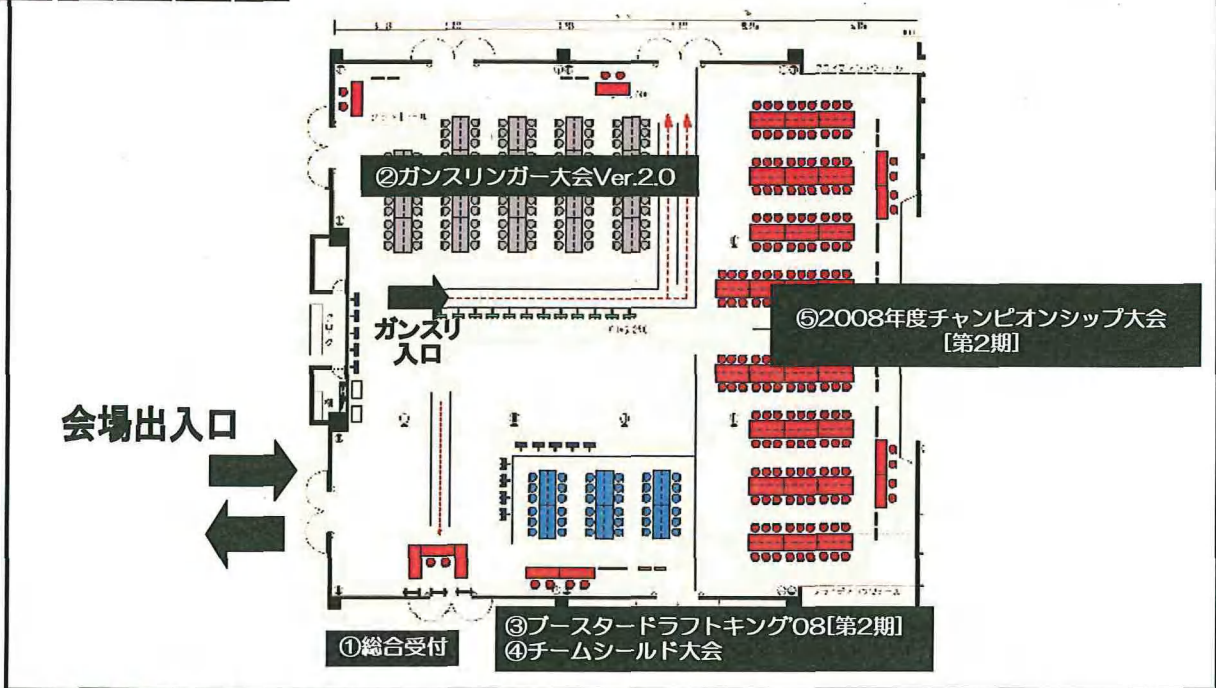 ②ガンスリンガー大会Ver.2.0
ガンスリ
入口
⑤2008年度チャンピオンシップ大会
[第2期]
会場出入口
①総合受付
③ブースタードラフトキング'08[第2期]
④チームシールド大会